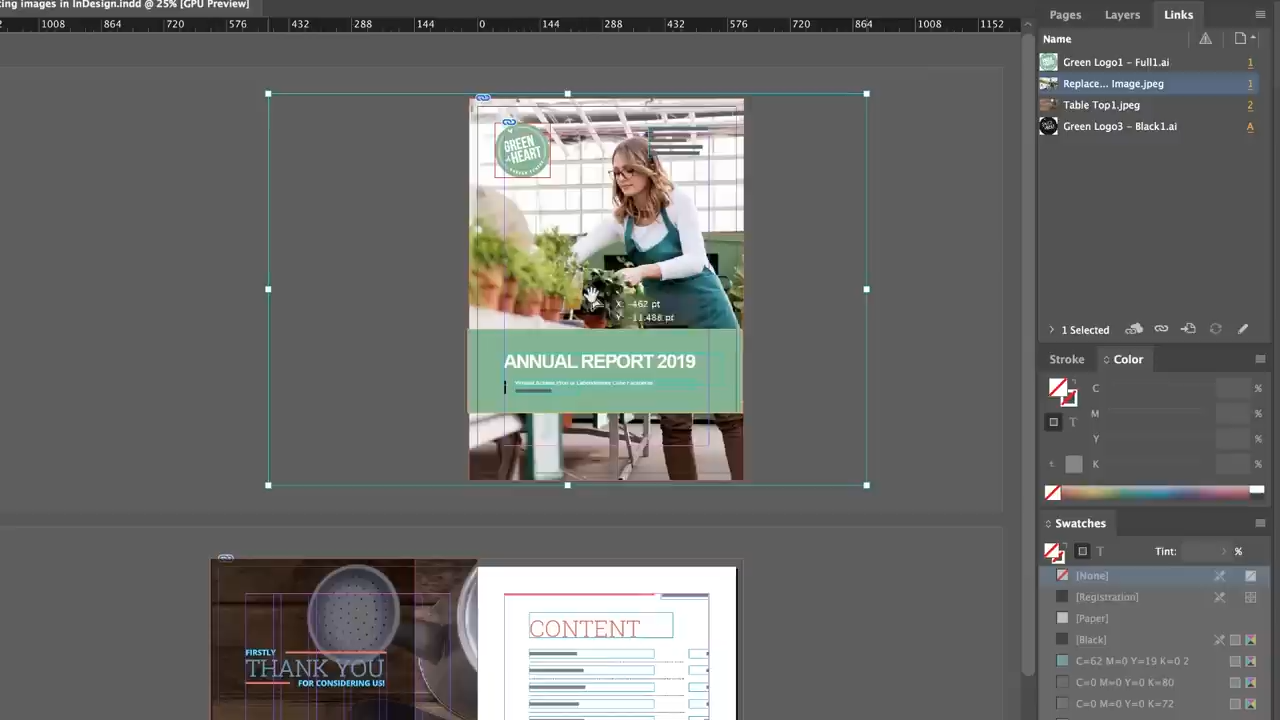 ting images in InDesign.indd @ 25% [GPU Preview]
1008 864 720 576 432 288 144 0 144 288 432 576 720 864 1008 1152
Pages Layers Links
Name
Green Logo1 - Full1.ai 1
Replace... Image.jpeg 1
Table Top1.jpeg 2
Green Logo3 - Black1.ai A
GREEN
HEART
X: -462 pt
Y: -11.488 pt
1 Selected
ANNUAL REPORT 2019
Stroke Color
C %
M %
Y %
T
K %
Swatches
T Tint: %
[None]
[Registration]
[Paper]
[Black]
C=62 M=0 Y=19 K=0 2
C=0 M=0 Y=0 K=80
C=0 M=0 Y=0 K=72
FIRSTLY
THANK YOU
FOR CONSIDERING US!
CONTENT